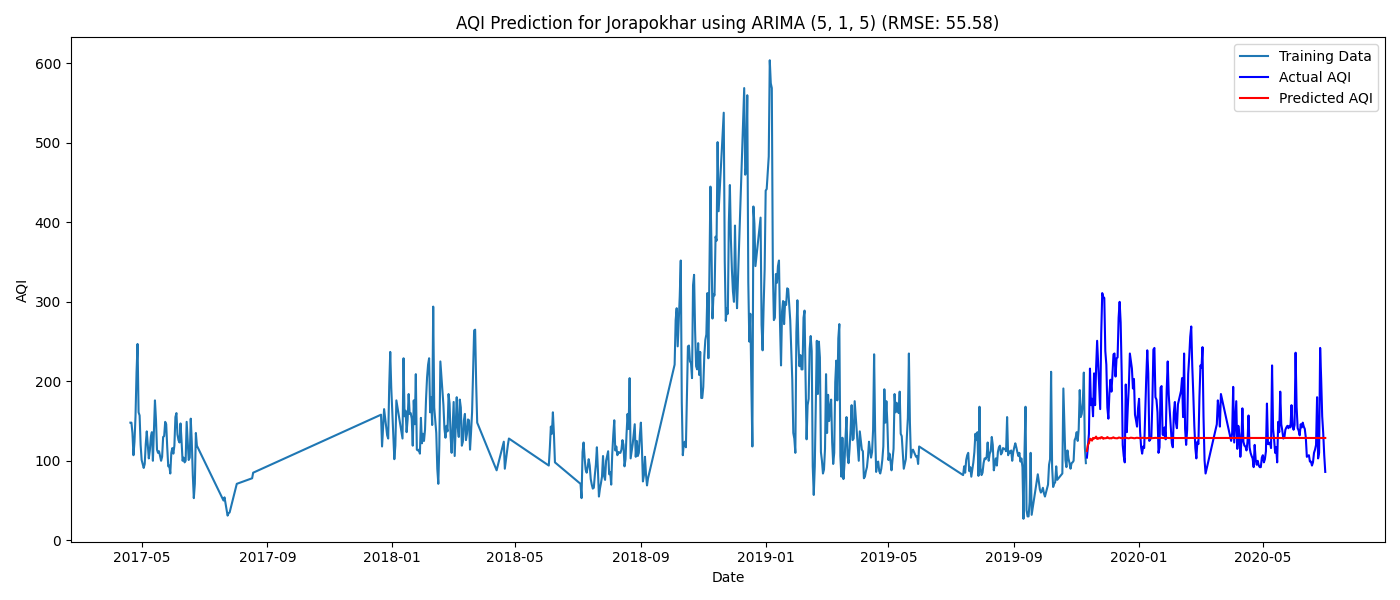 AQI Prediction for Jorapokhar using ARIMA (5, 1, 5) (RMSE: 55.58)
Training Data
Actual AQI
Predicted AQI
AQI
600
500
400
300
200
100
0
2017-05 2017-09 2018-01 2018-05 2018-09 2019-01 2019-05 2019-09 2020-01 2020-05
Date